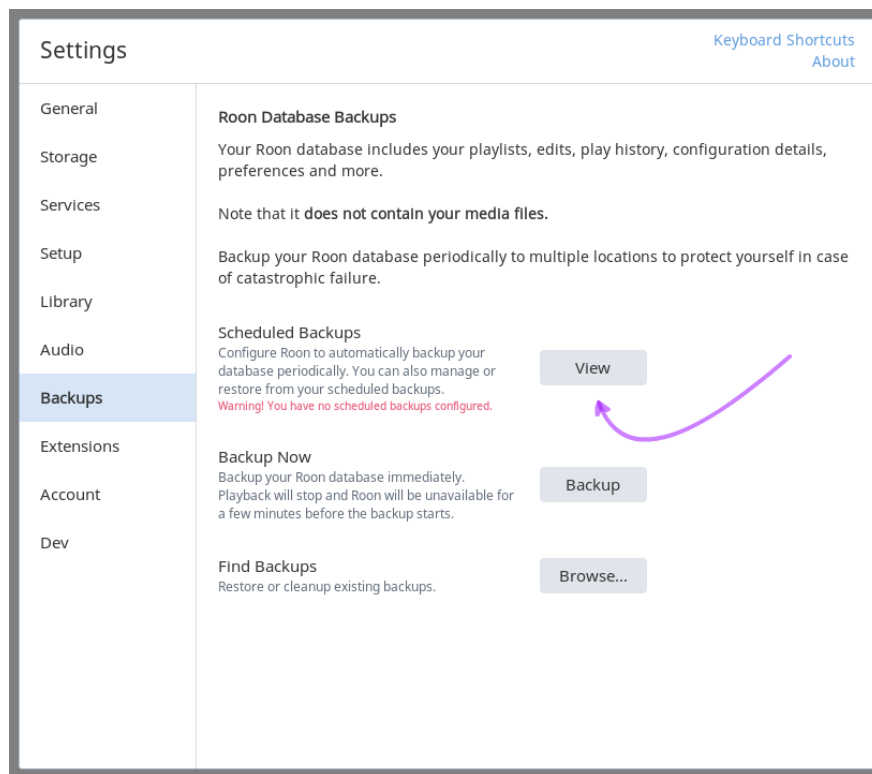 Settings
Keyboard Shortcuts
About
General
Storage
Services
Setup
Library
Audio
Backups
Extensions
Account
Dev
Roon Database Backups
Your Roon database includes your playlists, edits, play history, configuration details,
preferences and more.
Note that it does not contain your media files.
Backup your Roon database periodically to multiple locations to protect yourself in case
of catastrophic failure.
Scheduled Backups
Configure Roon to automatically backup your
database periodically. You can also manage or
restore from your scheduled backups.
Warning! You have no scheduled backups configured.
View
Backup Now
Backup your Roon database immediately.
Playback will stop and Roon will be unavailable for
a few minutes before the backup starts.
Backup
Find Backups
Restore or cleanup existing backups.
Browse...